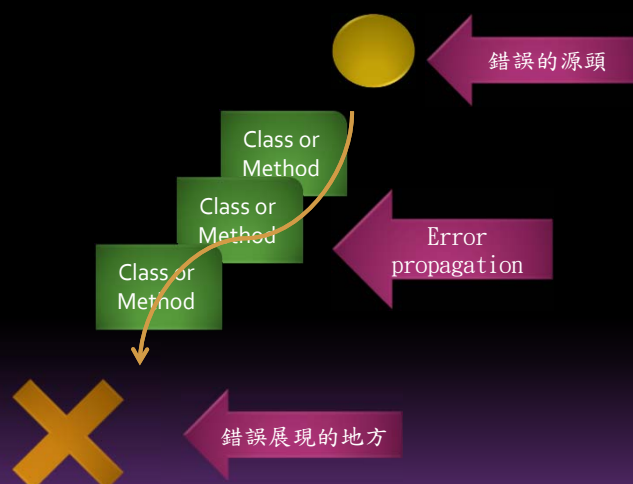 錯誤的源頭
Class or
Method
Class or
Method
Error
propagation
Class or
Method
錯誤展現的地方